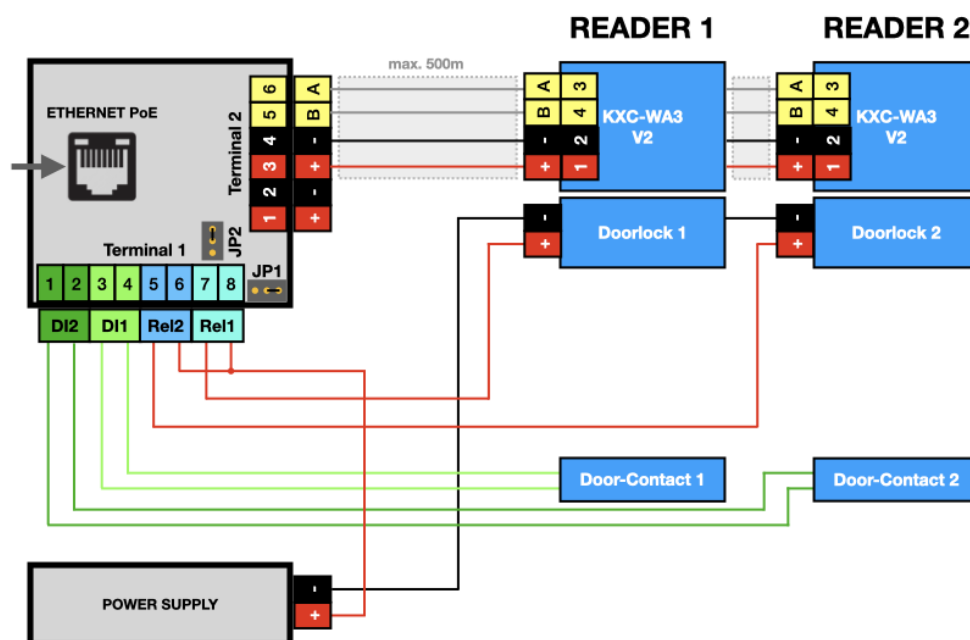 READER 1
READER 2
max. 500m
ETHERNET PoE
Terminal 2
6
5
4
3
2
1
A
B
-
+
-
+
A
B
-
+
3
4
2
1
KXC-WA3
V2
A
B
-
+
3
4
2
1
KXC-WA3
V2
JP2
Terminal 1
JP1
1 2 3 4 5 6 7 8
DI2 DI1 Rel2 Rel1
-
+
Doorlock 1
-
+
Doorlock 2
Door-Contact 1
Door-Contact 2
POWER SUPPLY
-
+